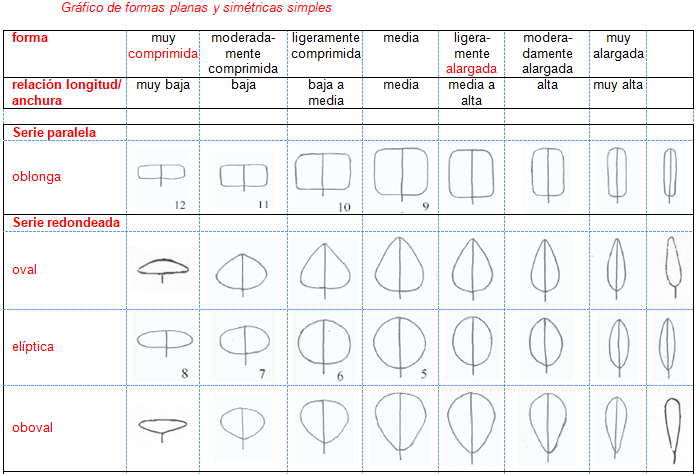 Gráfico de formas planas y simétricas simples
forma
muy
comprimida
moderada-
mente
comprimida
ligeramente
comprimida
media
ligera-
mente
alargada
modera-
damente
alargada
muy
alargada
relación longitud/
anchura
muy baja
baja
baja a
media
media
media a
alta
alta
muy alta
Serie paralela
oblonga
12
11
10
9
Serie redondeada
oval
elíptica
8
7
6
5
oboval